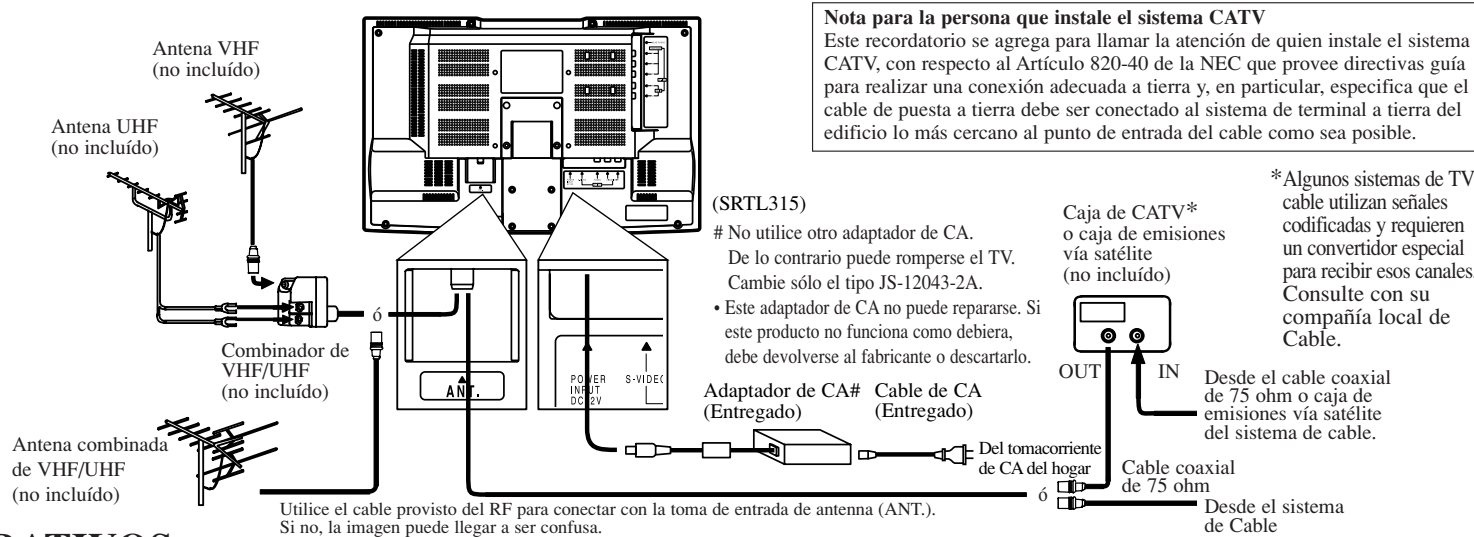 Nota para la persona que instale el sistema CATV
Este recordatorio se agrega para llamar la atención de quien instale el sistema
CATV, con respecto al Artículo 820-40 de la NEC que provee directivas guía
para realizar una conexión adecuada a tierra y, en particular, especifica que el
cable de puesta a tierra debe ser conectado al sistema de terminal a tierra del
edificio lo más cercano al punto de entrada del cable como sea posible.
Antena VHF
(no incluído)
Antena UHF
(no incluído)
Combinador de
VHF/UHF
(no incluído)
Antena combinada
de VHF/UHF
(no incluído)
ó
ANT.
POWER
INPUT
DC12V
S-VIDEO
(SRTL315)
# No utilice otro adaptador de CA.
De lo contrario puede romperse el TV.
Cambie sólo el tipo JS-12043-2A.
• Este adaptador de CA no puede repararse. Si
este producto no funciona como debiera,
debe devolverse al fabricante o descartarlo.
Adaptador de CA#
(Entregado)
Cable de CA
(Entregado)
Del tomacorriente
de CA del hogar
Caja de CATV*
o caja de emisiones
vía satélite
(no incluído)
OUT
IN
*Algunos sistemas de TV
cable utilizan señales
codificadas y requieren
un convertidor especial
para recibir esos canales.
Consulte con su
compañía local de
Cable.
Desde el cable coaxial
de 75 ohm o caja de
emisiones vía satélite
del sistema de cable.
Cable coaxial
de 75 ohm
ó
Desde el sistema
de Cable
Utilice el cable provisto del RF para conectar con la toma de entrada de antena (ANT.).
Si no, la imagen puede llegar a ser confusa.